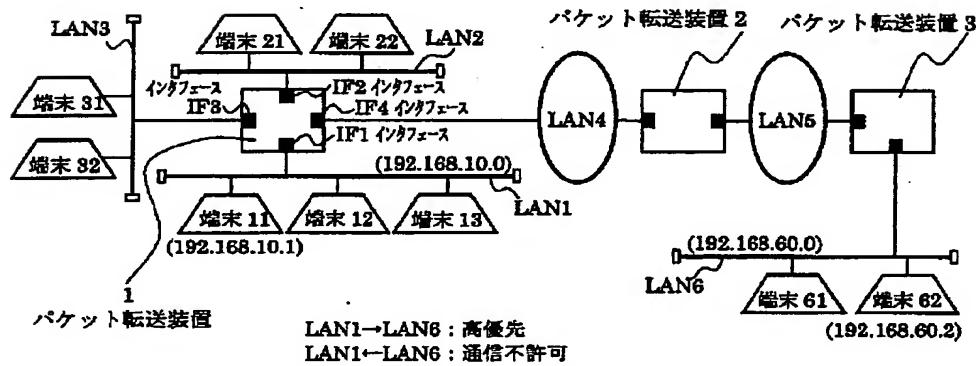 LAN3
端末 21
端末 22
LAN2
パケット転送装置 2
パケット転送装置 3
インタフェース
IF2 インタフェース
IF3
IF4 インタフェース
IF1 インタフェース
端末 31
端末 32
LAN4
LAN5
(192.168.10.0)
LAN1
端末 11
端末 12
端末 13
(192.168.10.1)
(192.168.60.0)
LAN6
端末 61
端末 62
(192.168.60.2)
1
パケット転送装置
LAN1→LAN6:高優先
LAN1←LAN6:通信不許可